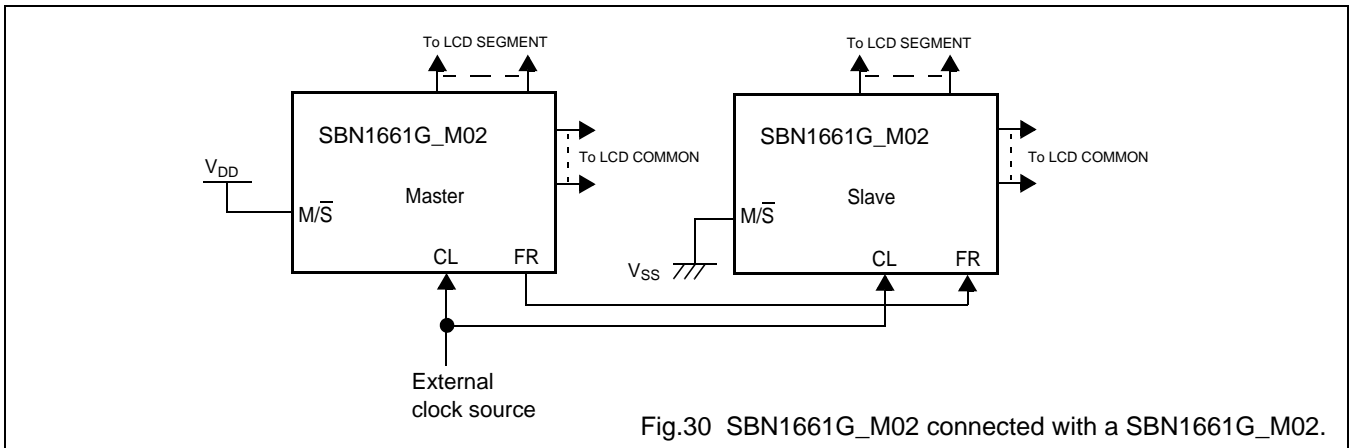 To LCD SEGMENT
SBN1661G_M02
To LCD COMMON
VDD
Master
M/S̅
CL FR
To LCD SEGMENT
SBN1661G_M02
To LCD COMMON
Slave
M/S̅
VSS
CL FR
External
clock source
Fig.30 SBN1661G_M02 connected with a SBN1661G_M02.